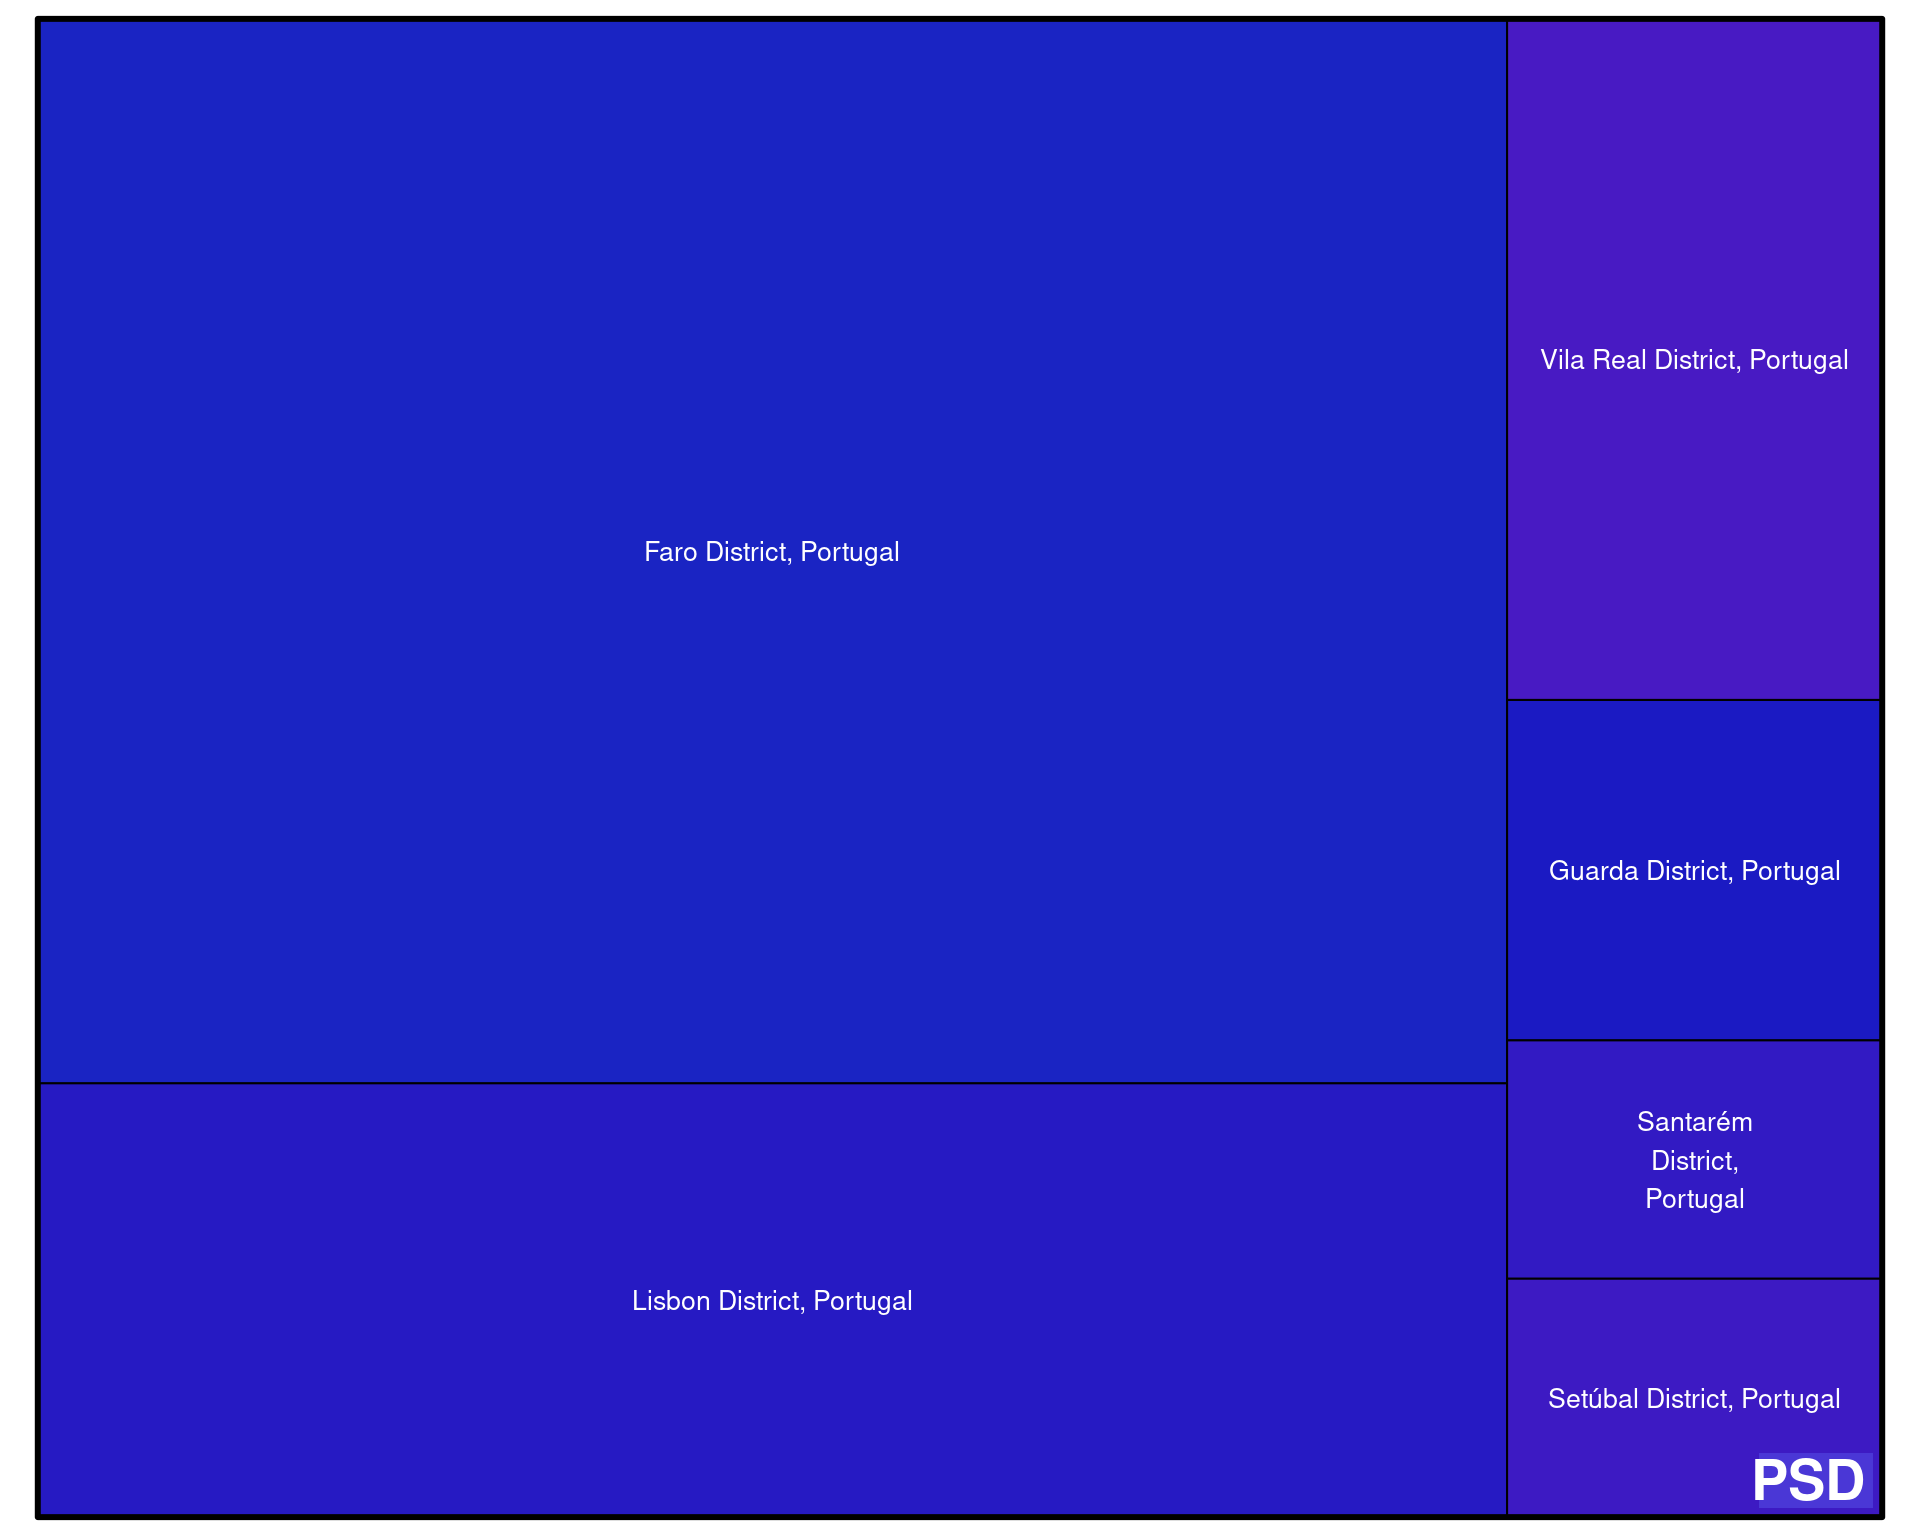 Faro District, Portugal
Lisbon District, Portugal
Vila Real District, Portugal
Guarda District, Portugal
Santarém
District,
Portugal
Setúbal District, Portugal
PSD